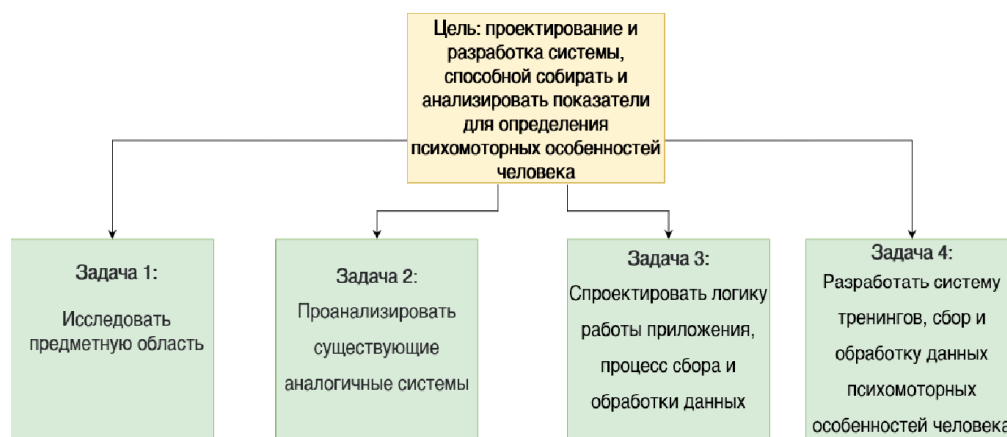 Цель: проектирование и
разработка системы,
способной собирать и
анализировать показатели
для определения
психомоторных особенностей
человека
Задача 1:
Исследовать
предметную область
Задача 2:
Проанализировать
существующие
аналогичные системы
Задача 3:
Спроектировать логику
работы приложения,
процесс сбора и
обработки данных
Задача 4:
Разработать систему
тренингов, сбор и
обработку данных
психомоторных
особенностей человека